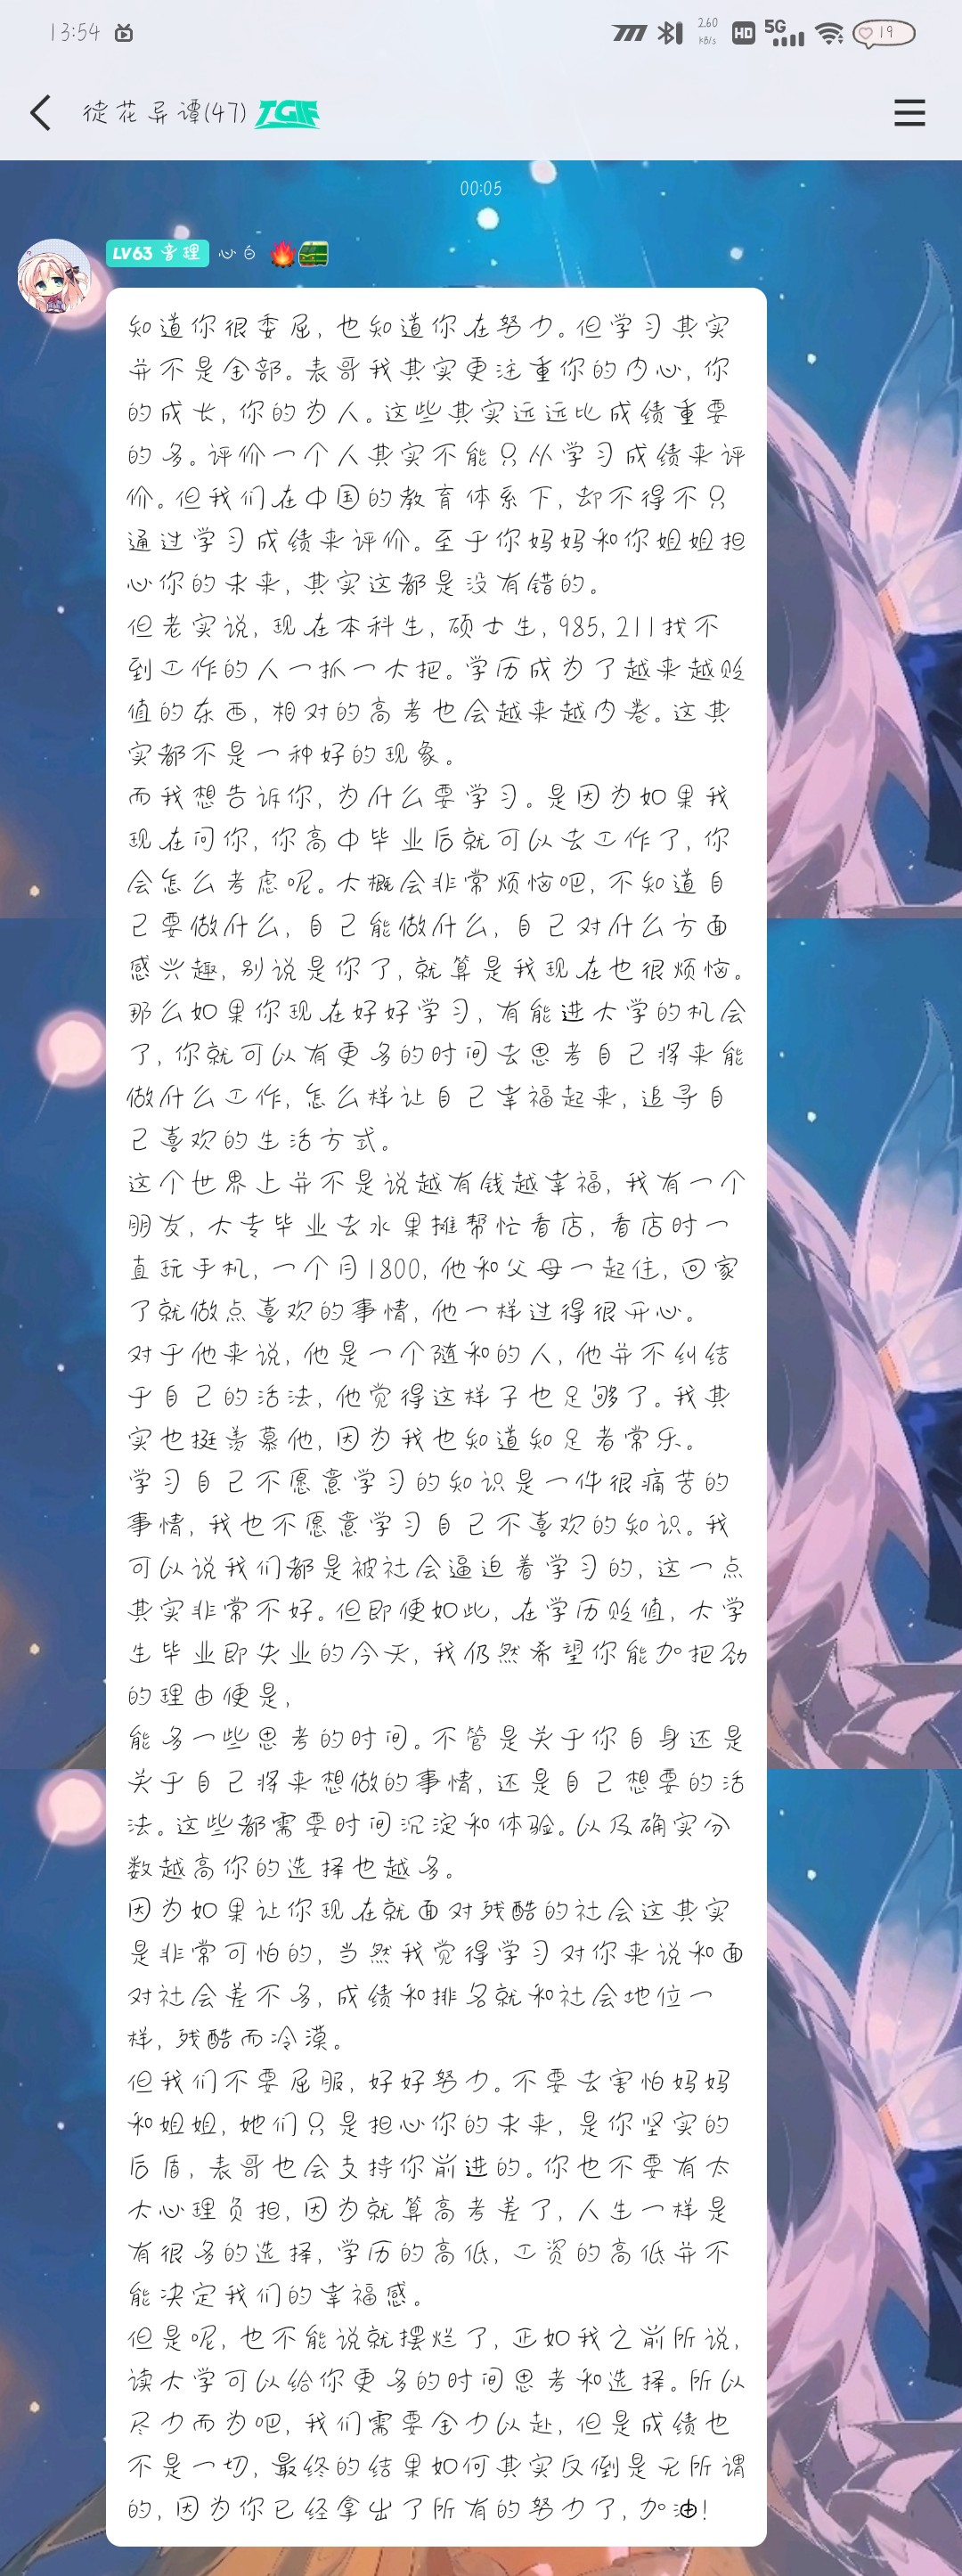 13:54
2.60
KB/s
HD
5G
19
徒花异谭(47) TGIF
00:05
LV63 音理 心白
知道你很委屈, 也知道你在努力。但学习其实
并不是全部。表哥我其实更注重你的内心, 你
的成长, 你的为人。这些其实远远比成绩重要
的多。评价一个人其实不能只从学习成绩来评
价。但我们在中国的教育体系下, 却不得不只
通过学习成绩来评价。至于你妈妈和你姐姐担
心你的未来, 其实这都是没有错的。
但老实说, 现在本科生, 硕士生, 985, 211找不
到工作的人一抓一大把。学历成为了越来越贬
值的东西, 相对的高考也会越来越内卷。这其
实都不是一种好的现象。
而我想告诉你, 为什么要学习。是因为如果我
现在问你, 你高中毕业后就可以去工作了, 你
会怎么考虑呢。大概会非常烦恼吧, 不知道自
己要做什么, 自己能做什么, 自己对什么方面
感兴趣, 别说是你了, 就算是我现在也很烦恼。
那么如果你现在好好学习, 有能进大学的机会
了, 你就可以有更多的时间去思考自己将来能
做什么工作, 怎么样让自己幸福起来, 追寻自
己喜欢的生活方式。
这个世界上并不是说越有钱越幸福, 我有一个
朋友, 大专毕业去水果摊帮忙看店, 看店时一
直玩手机, 一个月1800, 他和父母一起住, 回家
了就做点喜欢的事情, 他一样过得很开心。
对于他来说, 他是一个随和的人, 他并不纠结
于自己的活法, 他觉得这样子也足够了。我其
实也挺羡慕他, 因为我也知道知足者常乐。
学习自己不愿意学习的知识是一件很痛苦的
事情, 我也不愿意学习自己不喜欢的知识。我
可以说我们都是被社会逼迫着学习的, 这一点
其实非常不好。但即便如此, 在学历贬值, 大学
生毕业即失业的今天, 我仍然希望你能加把劲
的理由便是,
能多一些思考的时间。不管是关于你自身还是
关于自己将来想做的事情, 还是自己想要的活
法。这些都需要时间沉淀和体验。以及确实分
数越高你的选择也越多。
因为如果让你现在就面对残酷的社会这其实
是非常可怕的, 当然我觉得学习对你来说和面
对社会差不多, 成绩和排名就和社会地位一
样, 残酷而冷漠。
但我们不要屈服, 好好努力。不要去害怕妈妈
和姐姐, 她们只是担心你的未来, 是你坚实的
后盾, 表哥也会支持你前进的。你也不要有太
大心理负担, 因为就算高考差了, 人生一样是
有很多的选择, 学历的高低, 工资的高低并不
能决定我们的幸福感。
但是呢, 也不能说就摆烂了, 正如我之前所说,
读大学可以给你更多的时间思考和选择。所以
尽力而为吧, 我们需要全力以赴, 但是成绩也
不是一切, 最终的结果如何其实反倒是无所谓
的, 因为你已经拿出了所有的努力了, 加油!